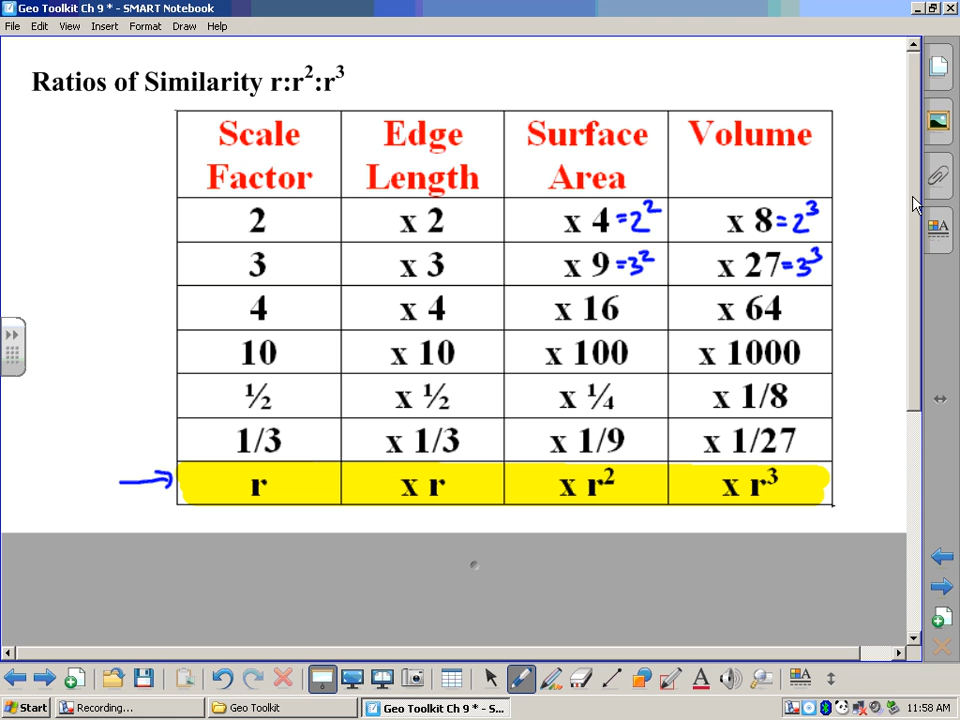 Geo Toolkit Ch 9 * - SMART Notebook
File Edit View Insert Format Draw Help
Ratios of Similarity r:r²:r³
Scale Factor Edge Length Surface Area Volume
2 x 2 x 4 =2² x 8 =2³
3 x 3 x 9 =3² x 27 =3³
4 x 4 x 16 x 64
10 x 10 x 100 x 1000
½ x ½ x ¼ x 1/8
1/3 x 1/3 x 1/9 x 1/27
r x r x r² x r³
Start Recording... Geo Toolkit Geo Toolkit Ch 9 * - S... 11:58 AM